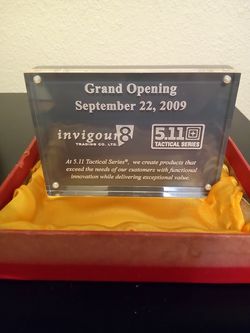 Grand Opening
September 22, 2009
invigour8
TRADING CO. LTD.
5.11
TACTICAL SERIES
At 5.11 Tactical Series®, we create products that
exceed the needs of our customers with functional
innovation while delivering exceptional value.